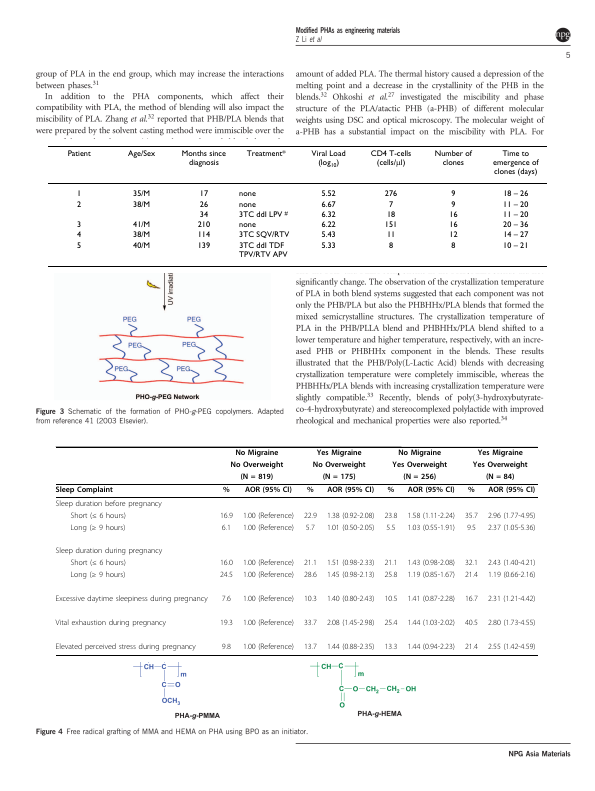 Modified PHAs as engineering materials
Z Li et al
npg
5
group of PLA in the end group, which may increase the interactions
between phases.31
In addition to the PHA components, which affect their
compatibility with PLA, the method of blending will also impact the
miscibility of PLA. Zhang et al.32 reported that PHB/PLA blends that
were prepared by the solvent casting method were immiscible over the
amount of added PLA. The thermal history caused a depression of the
melting point and a decrease in the crystallinity of the PHB in the
blends.32 Ohkoshi et al.27 investigated the miscibility and phase
structure of the PLA/atactic PHB (a-PHB) of different molecular
weights using DSC and optical microscopy. The molecular weight of
a-PHB has a substantial impact on the miscibility with PLA. For
Patient Age/Sex Months since diagnosis Treatment* Viral Load (log10) CD4 T-cells (cells/µl) Number of clones Time to emergence of clones (days)
1 35/M 17 none 5.52 276 9 18 – 26
2 38/M 26 none 6.67 7 9 11 – 20
34 3TC ddI LPV # 6.32 18 16 11 – 20
3 41/M 210 none 6.22 151 16 20 – 36
4 38/M 114 3TC SQV/RTV 5.43 11 12 14 – 27
5 40/M 139 3TC ddI TDF 5.33 8 8 10 – 21
TPV/RTV APV
UV irradiati
PEG PEG
PEG PEG
PEG PEG
PHO-g-PEG Network
Figure 3 Schematic of the formation of PHO-g-PEG copolymers. Adapted
from reference 41 (2003 Elsevier).
significantly change. The observation of the crystallization temperature
of PLA in both blend systems suggested that each component was not
only the PHB/PLA but also the PHBHHx/PLA blends that formed the
mixed semicrystalline structures. The crystallization temperature of
PLA in the PHB/PLLA blend and PHBHHx/PLA blend shifted to a
lower temperature and higher temperature, respectively, with an incre-
ased PHB or PHBHHx component in the blends. These results
illustrated that the PHB/Poly(L-Lactic Acid) blends with decreasing
crystallization temperature were completely immiscible, whereas the
PHBHHx/PLA blends with increasing crystallization temperature were
slightly compatible.33 Recently, blends of poly(3-hydroxybutyrate-
co-4-hydroxybutyrate) and stereocomplexed polylactide with improved
rheological and mechanical properties were also reported.34
No Migraine Yes Migraine No Migraine Yes Migraine
No Overweight No Overweight Yes Overweight Yes Overweight
(N = 819) (N = 175) (N = 256) (N = 84)
Sleep Complaint % AOR (95% CI) % AOR (95% CI) % AOR (95% CI) % AOR (95% CI)
Sleep duration before pregnancy
Short (≤ 6 hours) 16.9 1.00 (Reference) 22.9 1.38 (0.92-2.08) 23.8 1.58 (1.11-2.24) 35.7 2.96 (1.77-4.95)
Long (≥ 9 hours) 6.1 1.00 (Reference) 5.7 1.01 (0.50-2.05) 5.5 1.03 (0.55-1.91) 9.5 2.37 (1.05-5.36)
Sleep duration during pregnancy
Short (≤ 6 hours) 16.0 1.00 (Reference) 21.1 1.51 (0.98-2.33) 21.1 1.43 (0.98-2.08) 32.1 2.43 (1.40-4.21)
Long (≥ 9 hours) 24.5 1.00 (Reference) 28.6 1.45 (0.98-2.13) 25.8 1.19 (0.85-1.67) 21.4 1.19 (0.66-2.16)
Excessive daytime sleepiness during pregnancy 7.6 1.00 (Reference) 10.3 1.40 (0.80-2.43) 10.5 1.41 (0.87-2.28) 16.7 2.31 (1.21-4.42)
Vital exhaustion during pregnancy 19.3 1.00 (Reference) 33.7 2.08 (1.45-2.98) 25.4 1.44 (1.03-2.02) 40.5 2.80 (1.73-4.55)
Elevated perceived stress during pregnancy 9.8 1.00 (Reference) 13.7 1.44 (0.88-2.35) 13.3 1.44 (0.94-2.23) 21.4 2.55 (1.42-4.59)
CH C m
C=O
OCH3
PHA-g-PMMA
CH C m
C—O—CH2—CH2—OH
O
PHA-g-HEMA
Figure 4 Free radical grafting of MMA and HEMA on PHA using BPO as an initiator.
NPG Asia Materials